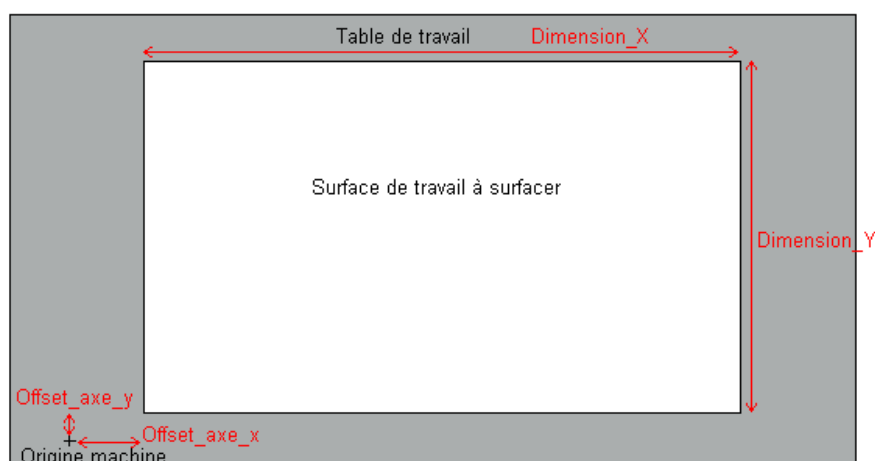 Table de travail
Dimension_X
Surface de travail à surfacer
Dimension_Y
Offset_axe_y
Offset_axe_x
Origine machine